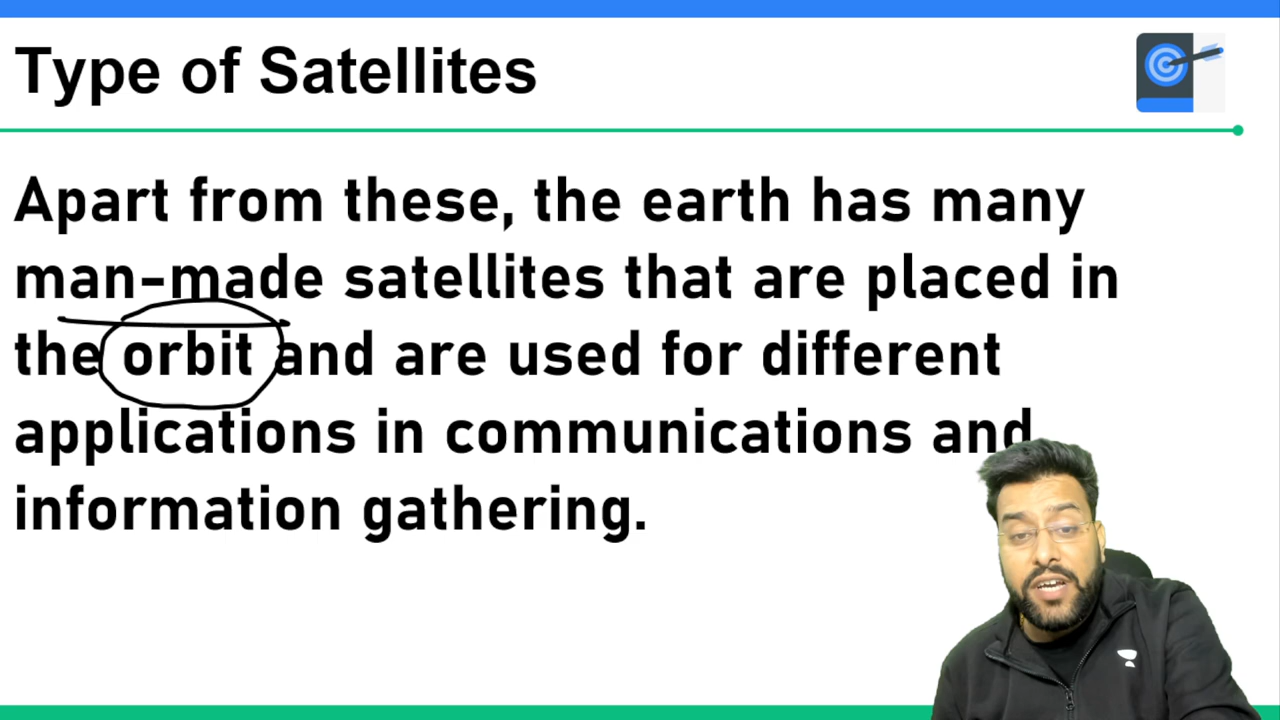 Type of Satellites
Apart from these, the earth has many
man-made satellites that are placed in
the orbit and are used for different
applications in communications and
information gathering.